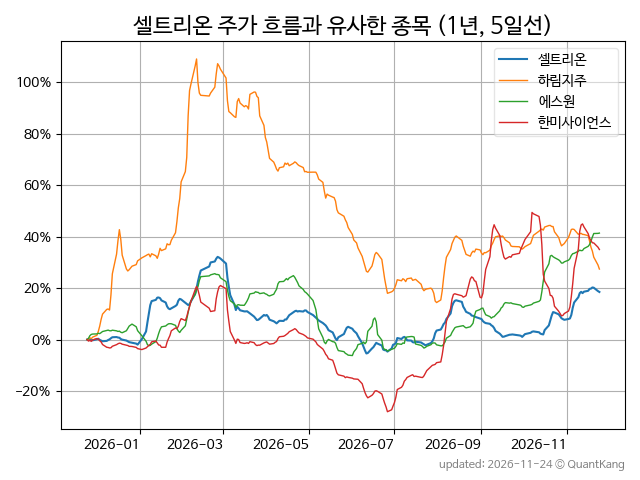 셀트리온 주가 흐름과 유사한 종목 (1년, 5일선)
셀트리온
하림지주
에스원
한미사이언스
100%
80%
60%
40%
20%
0%
−20%
2026-01
2026-03
2026-05
2026-07
2026-09
2026-11
updated: 2026-11-24 © QuantKang